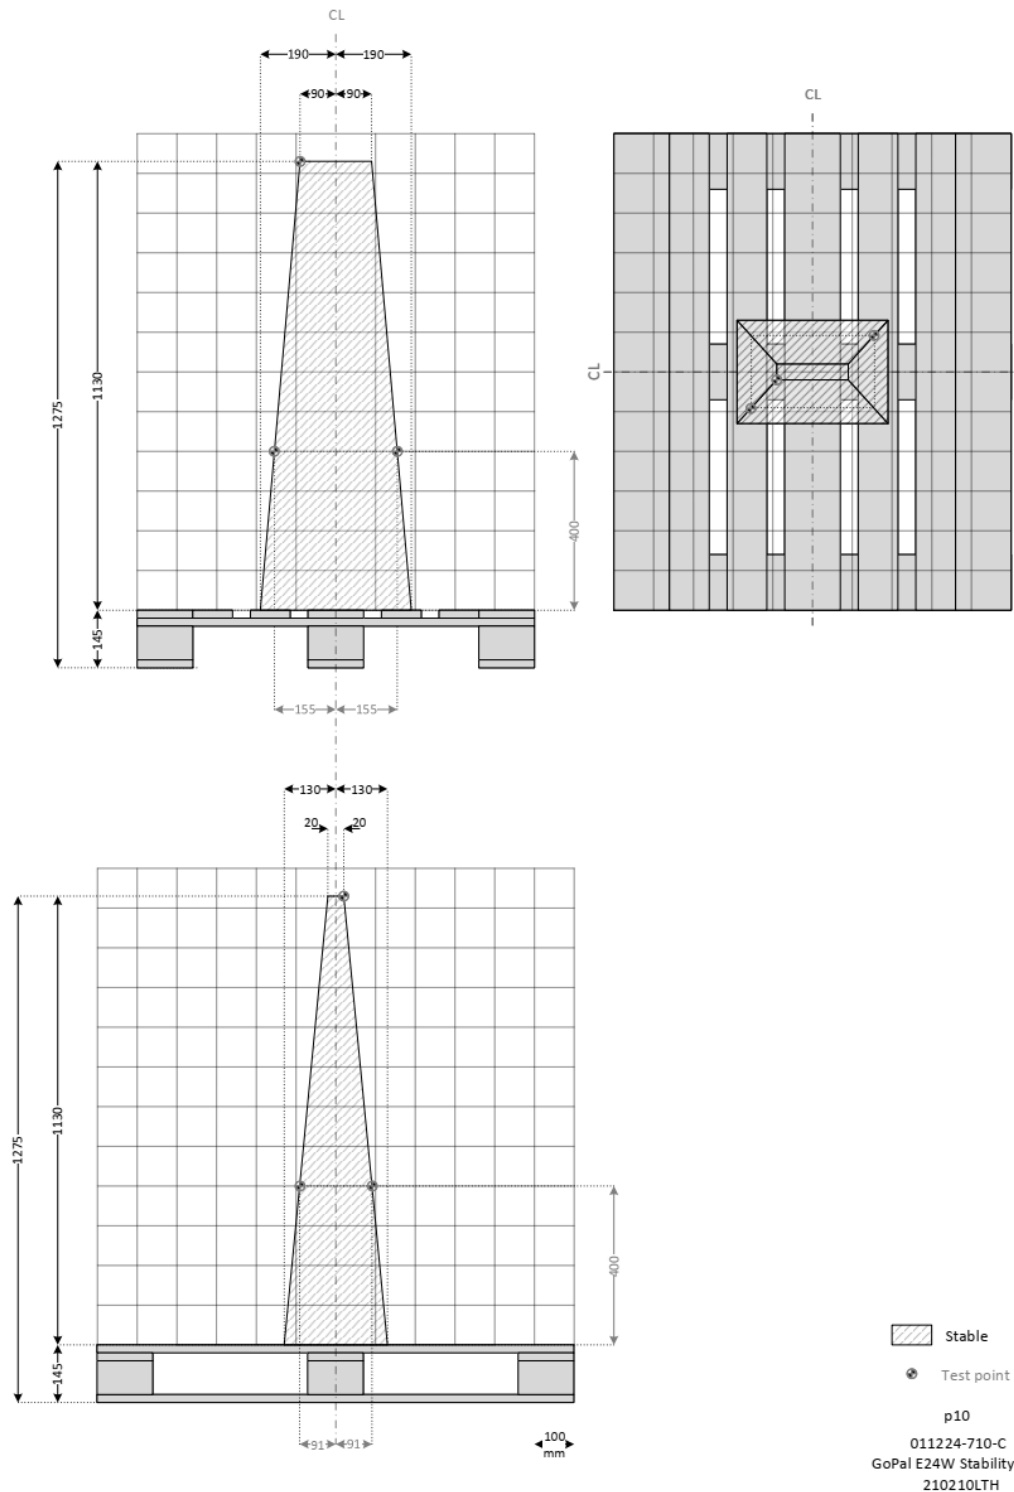 CL
190 190
90 90
CL
1275
1130
CL
400
145
155 155
130 130
20 20
1275
1130
400
145
91 91
100
mm
Stable
Test point
p10
011224-710-C
GoPal E24W Stability
210210LTH